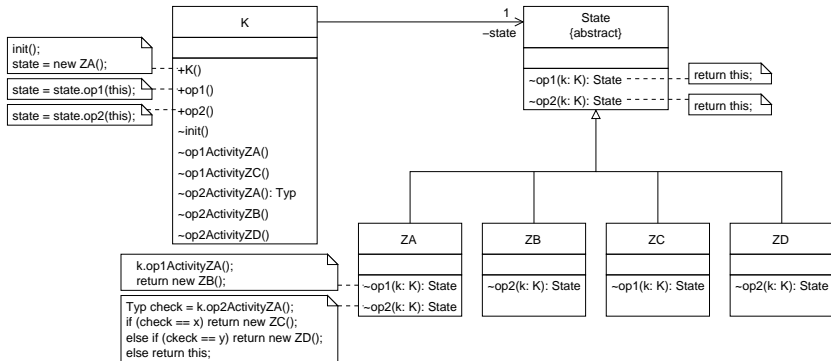 K
1
–state
State
{abstract}
init();
state = new ZA();
state = state.op1(this);
state = state.op2(this);
+K()
+op1()
+op2()
~init()
~op1ActivityZA()
~op1ActivityZC()
~op2ActivityZA(): Typ
~op2ActivityZB()
~op2ActivityZD()
~op1(k: K): State
~op2(k: K): State
return this;
return this;
ZA
~op1(k: K): State
~op2(k: K): State
ZB
~op2(k: K): State
ZC
~op1(k: K): State
ZD
~op2(k: K): State
k.op1ActivityZA();
return new ZB();
Typ check = k.op2ActivityZA();
if (check == x) return new ZC();
else if (ckeck == y) return new ZD();
else return this;